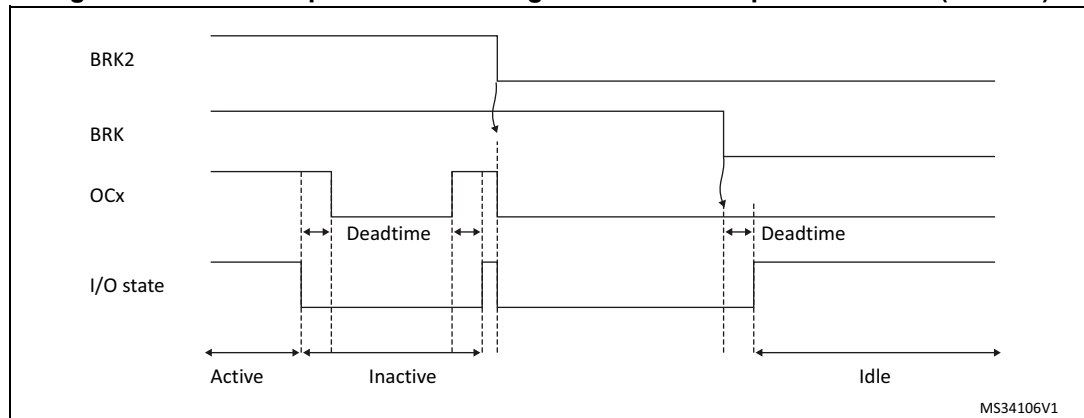 BRK2
BRK
OCx
Deadtime
Deadtime
I/O state
Active
Inactive
Idle
MS34106V1